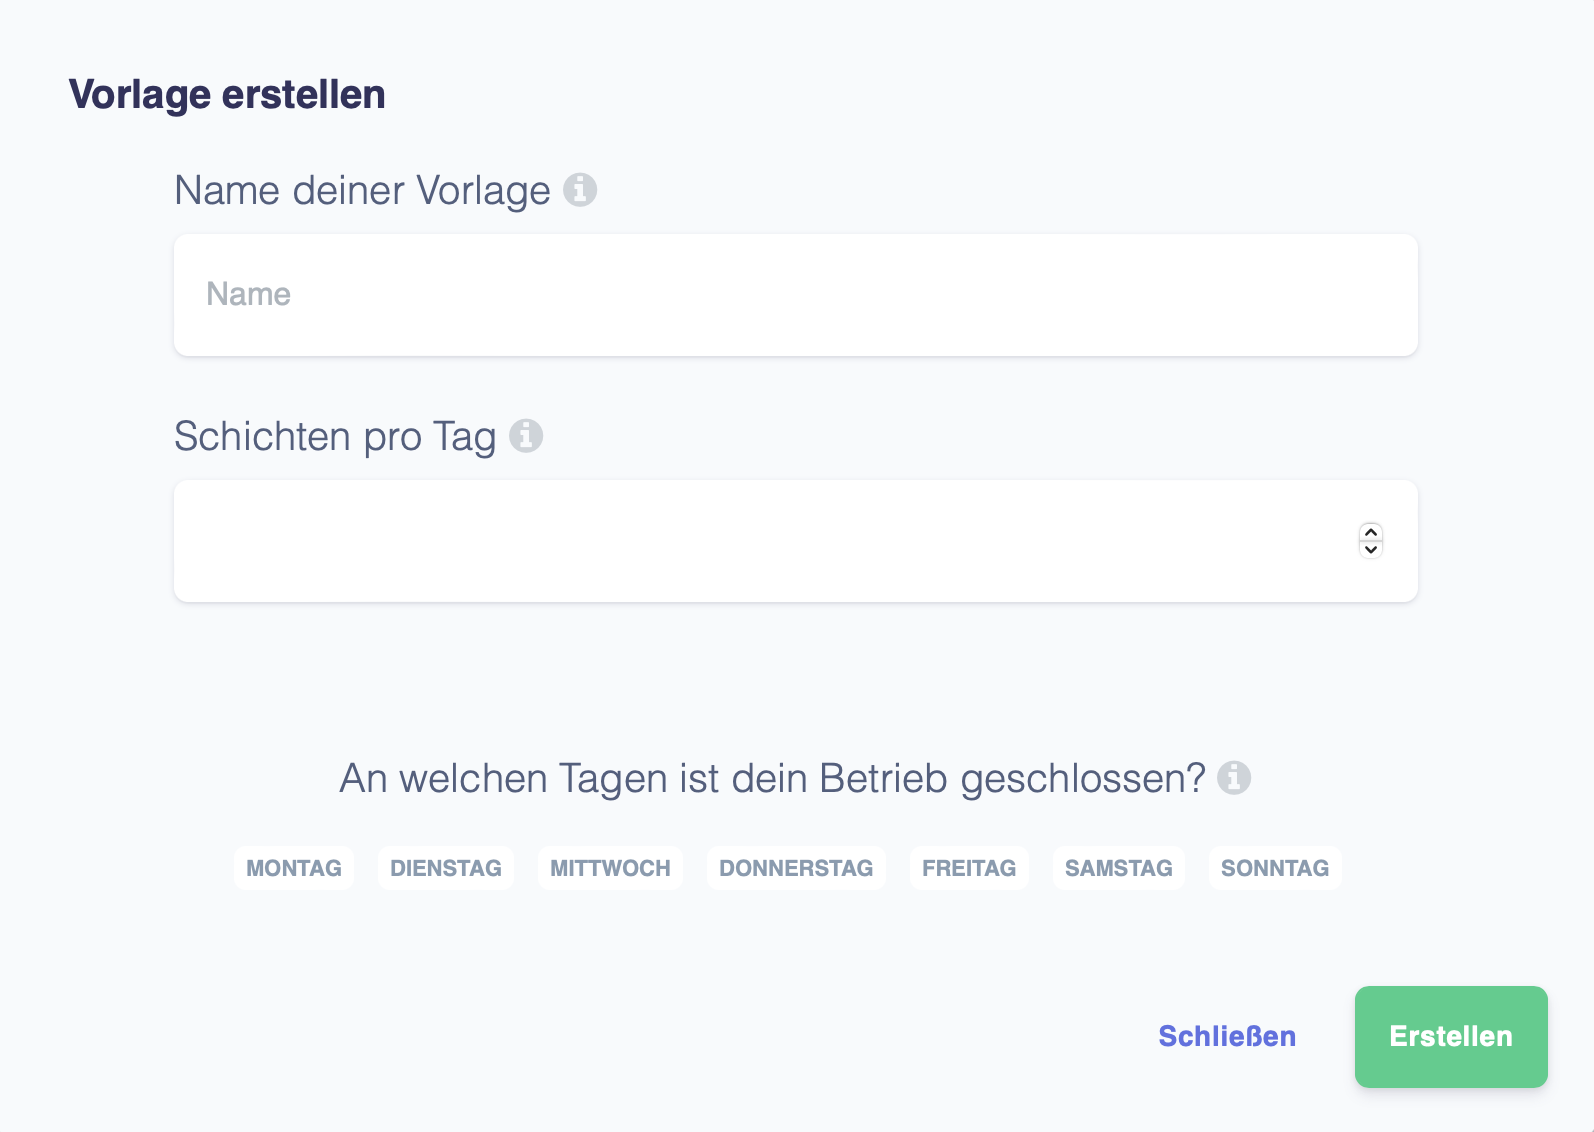 Vorlage erstellen
Name deiner Vorlage
Name
Schichten pro Tag
An welchen Tagen ist dein Betrieb geschlossen?
MONTAG DIENSTAG MITTWOCH DONNERSTAG FREITAG SAMSTAG SONNTAG
Schließen Erstellen